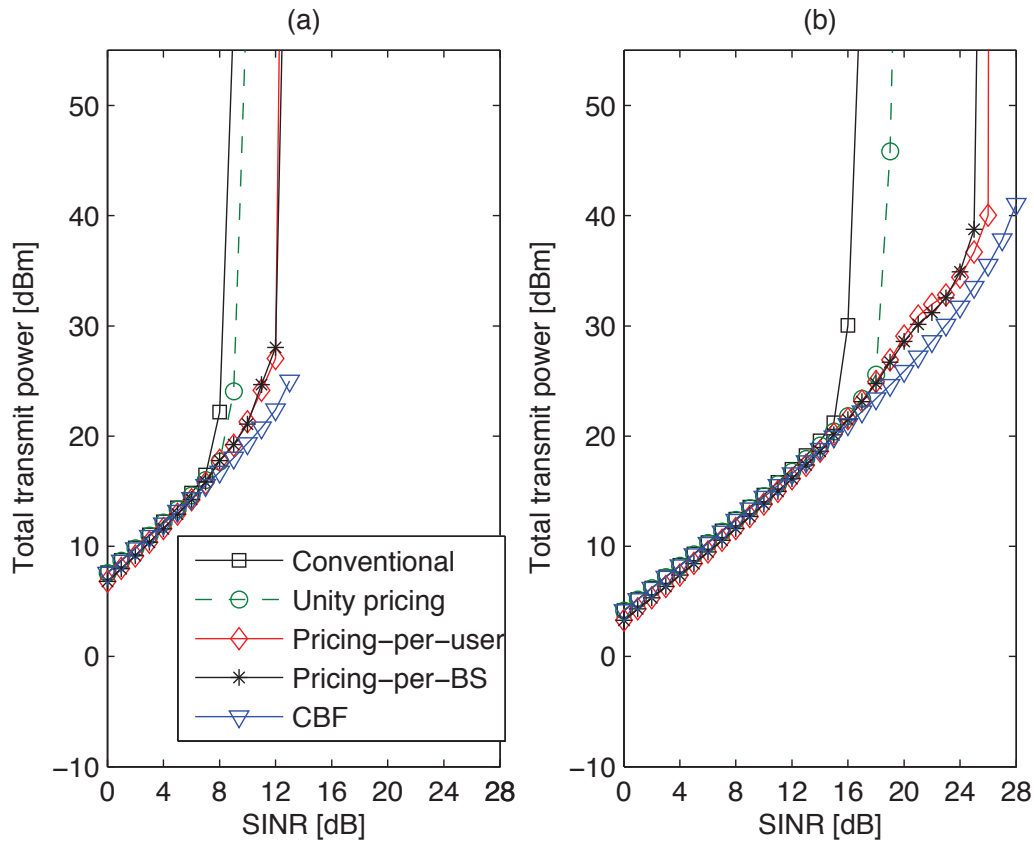 (a)
Total transmit power [dBm]
50
40
30
20
10
0
−10
0 4 8 12 16 20 24 28
SINR [dB]
Conventional
Unity pricing
Pricing−per−user
Pricing−per−BS
CBF
(b)
Total transmit power [dBm]
50
40
30
20
10
0
−10
0 4 8 12 16 20 24 28
SINR [dB]